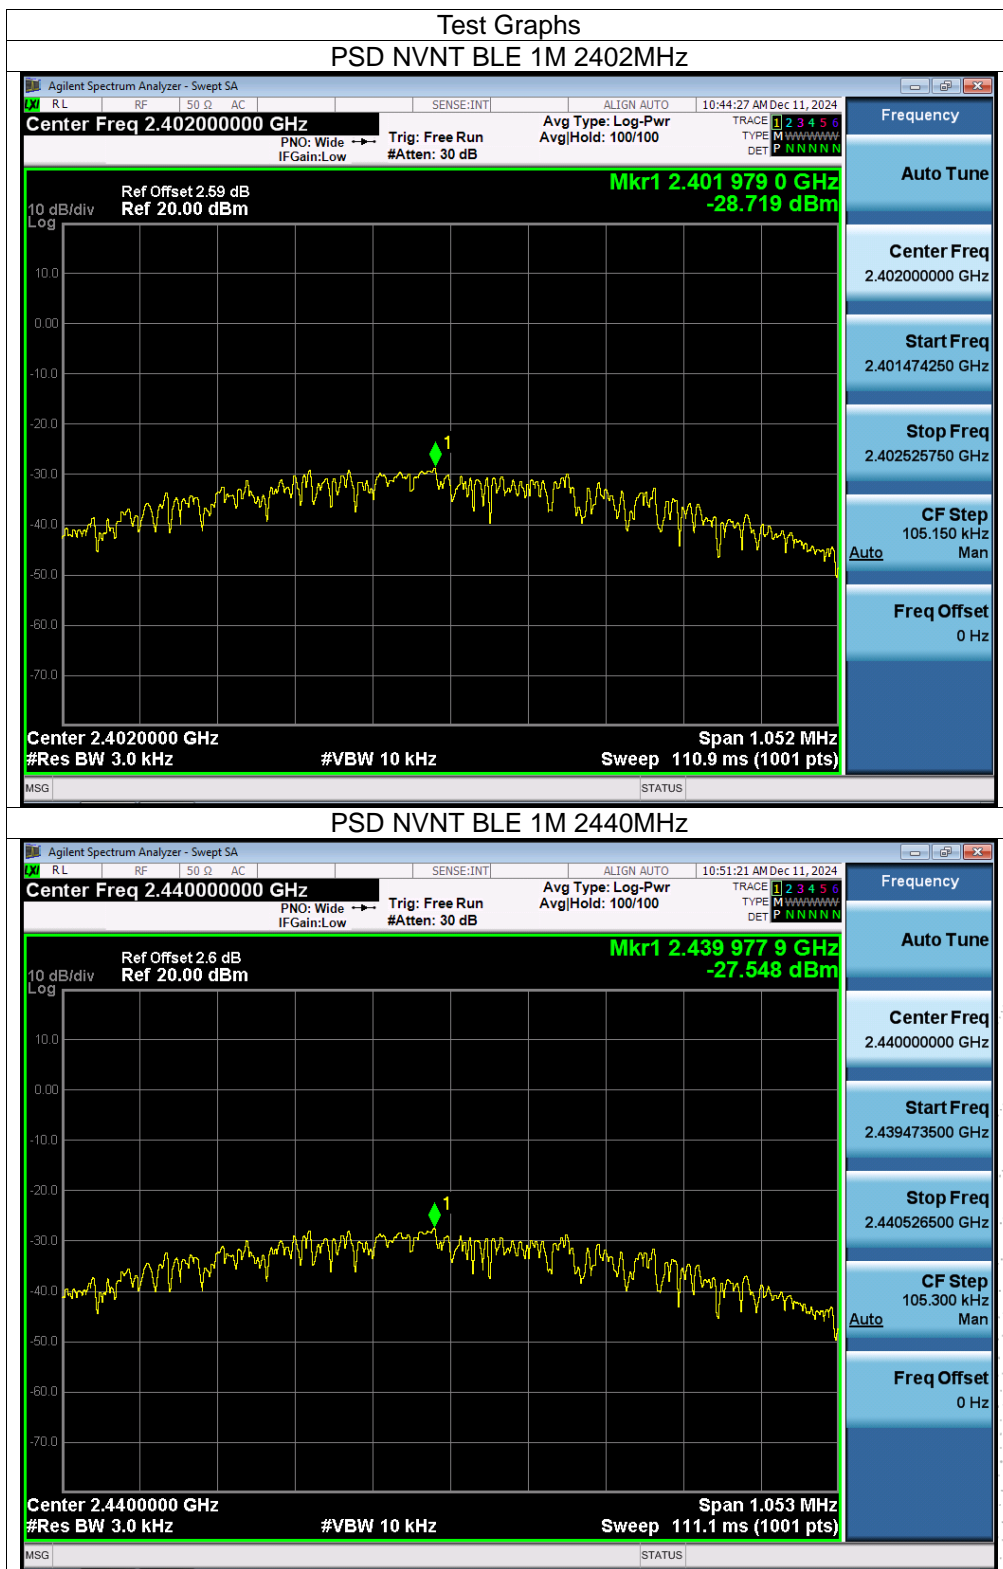 Test Graphs
PSD NVNT BLE 1M 2402MHz
Agilent Spectrum Analyzer - Swept SA
LXI RL RF 50 Ω AC SENSE:INT ALIGN AUTO 10:44:27 AM Dec 11, 2024
Center Freq 2.402000000 GHz
PNO: Wide
IFGain:Low
Trig: Free Run
#Atten: 30 dB
Avg Type: Log-Pwr
Avg|Hold: 100/100
TRACE 1 2 3 4 5 6
TYPE M WWWWW
DET P N N N N N
Frequency
Auto Tune
Center Freq
2.402000000 GHz
Start Freq
2.401474250 GHz
Stop Freq
2.402525750 GHz
CF Step
105.150 kHz
Auto Man
Freq Offset
0 Hz
Mkr1 2.401 979 0 GHz
-28.719 dBm
Ref Offset 2.59 dB
10 dB/div Ref 20.00 dBm
Log
10.0
0.00
-10.0
-20.0
1
-30.0
-40.0
-50.0
-60.0
-70.0
Center 2.4020000 GHz Span 1.052 MHz
#Res BW 3.0 kHz #VBW 10 kHz Sweep 110.9 ms (1001 pts)
MSG STATUS
PSD NVNT BLE 1M 2440MHz
Agilent Spectrum Analyzer - Swept SA
LXI RL RF 50 Ω AC SENSE:INT ALIGN AUTO 10:51:21 AM Dec 11, 2024
Center Freq 2.440000000 GHz
PNO: Wide
IFGain:Low
Trig: Free Run
#Atten: 30 dB
Avg Type: Log-Pwr
Avg|Hold: 100/100
TRACE 1 2 3 4 5 6
TYPE M WWWWW
DET P N N N N N
Frequency
Auto Tune
Center Freq
2.440000000 GHz
Start Freq
2.439473500 GHz
Stop Freq
2.440526500 GHz
CF Step
105.300 kHz
Auto Man
Freq Offset
0 Hz
Mkr1 2.439 977 9 GHz
-27.548 dBm
Ref Offset 2.6 dB
10 dB/div Ref 20.00 dBm
Log
10.0
0.00
-10.0
-20.0
1
-30.0
-40.0
-50.0
-60.0
-70.0
Center 2.4400000 GHz Span 1.053 MHz
#Res BW 3.0 kHz #VBW 10 kHz Sweep 111.1 ms (1001 pts)
MSG STATUS